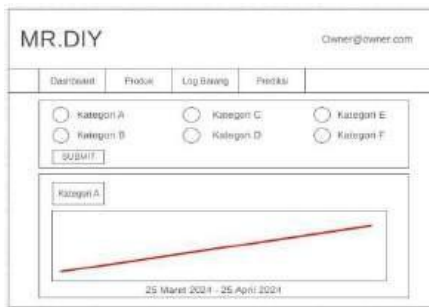 MR.DIY
Owner@owner.com
Dashboard Produk Log Barang Prediksi
Kategori A Kategori C Kategori E
Kategori B Kategori D Kategori F
SUBMIT
Kategori A
25 Maret 2024 - 25 April 2024